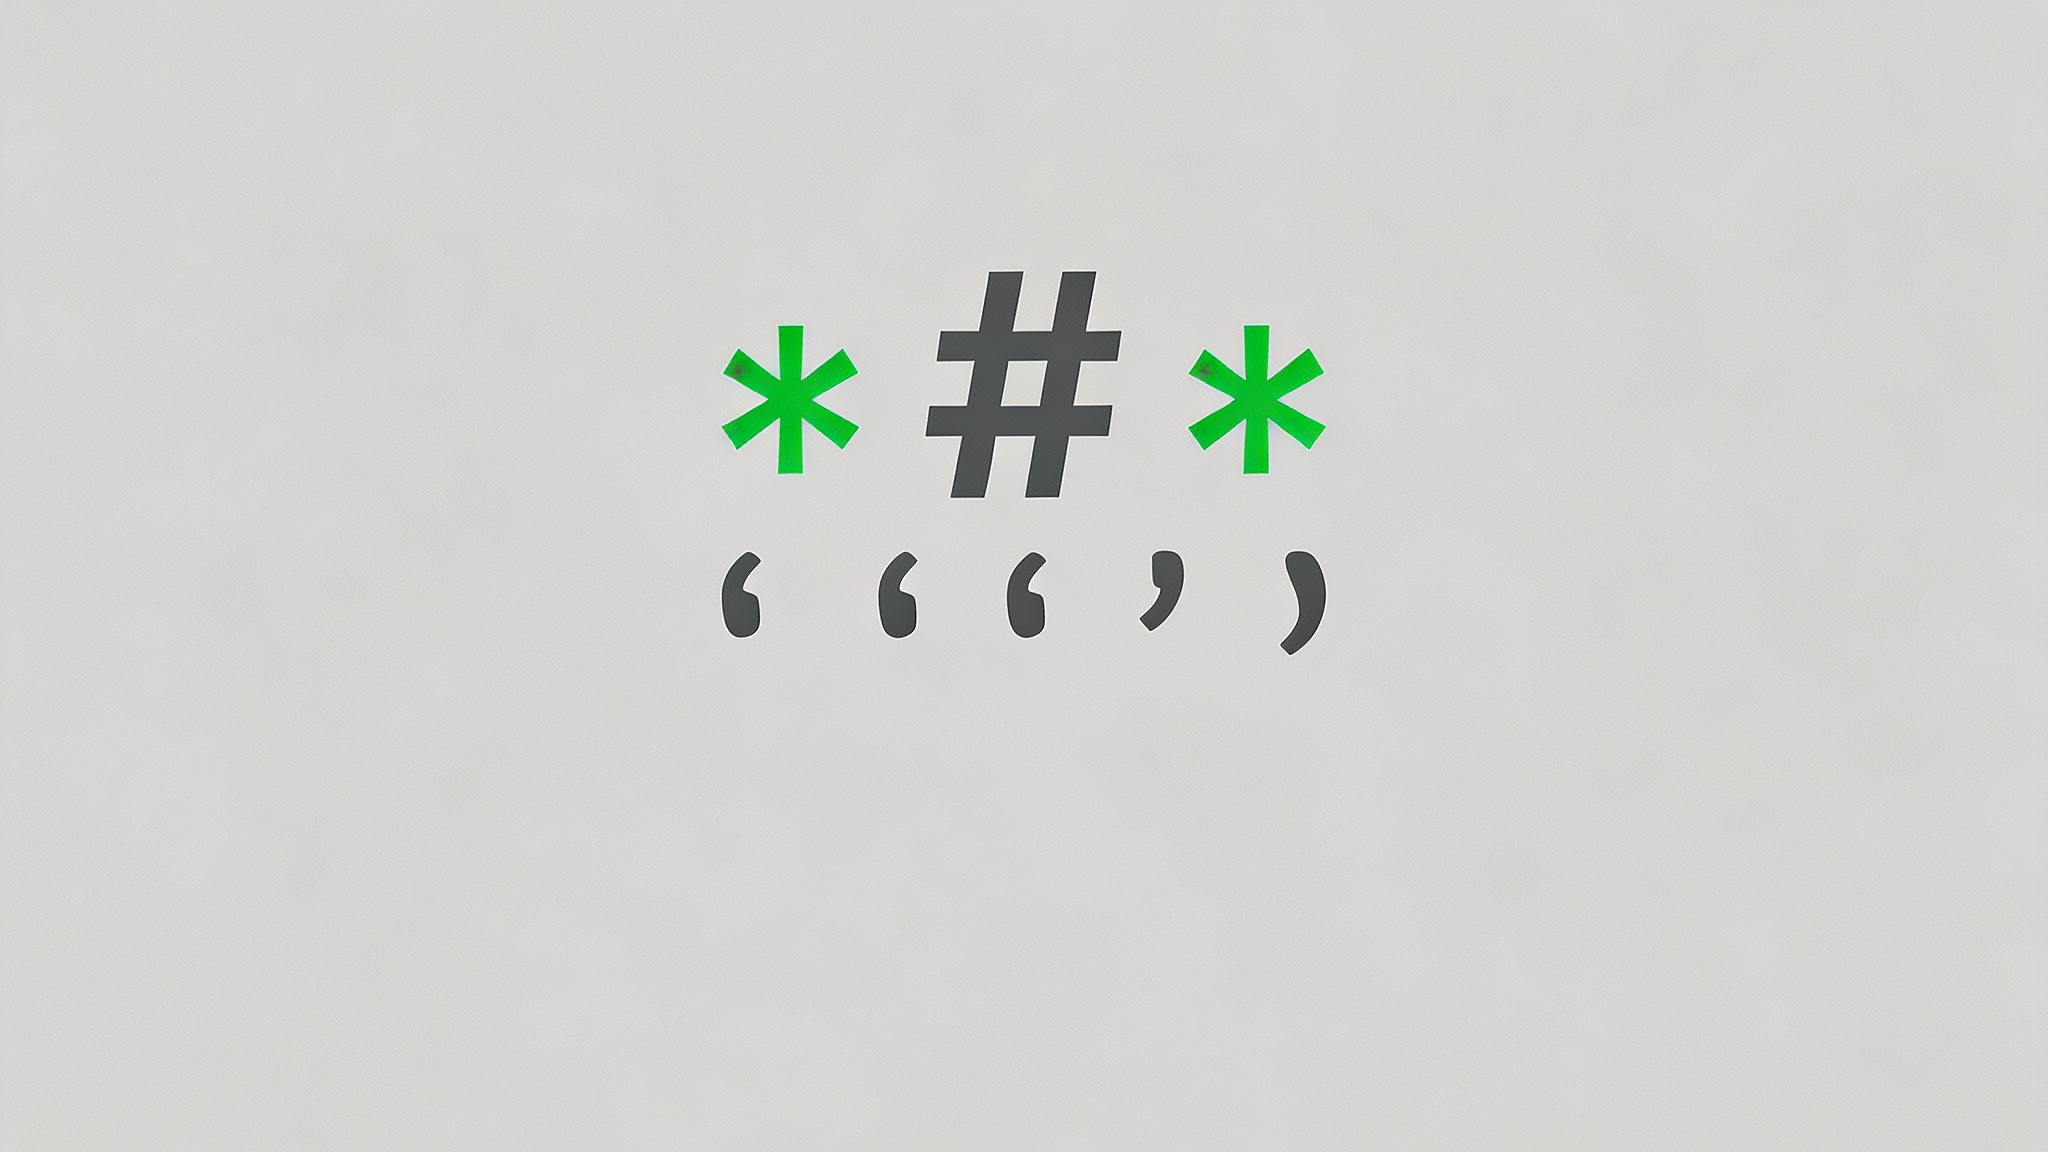 *#*
‘ ‘ ‘ ’ ’